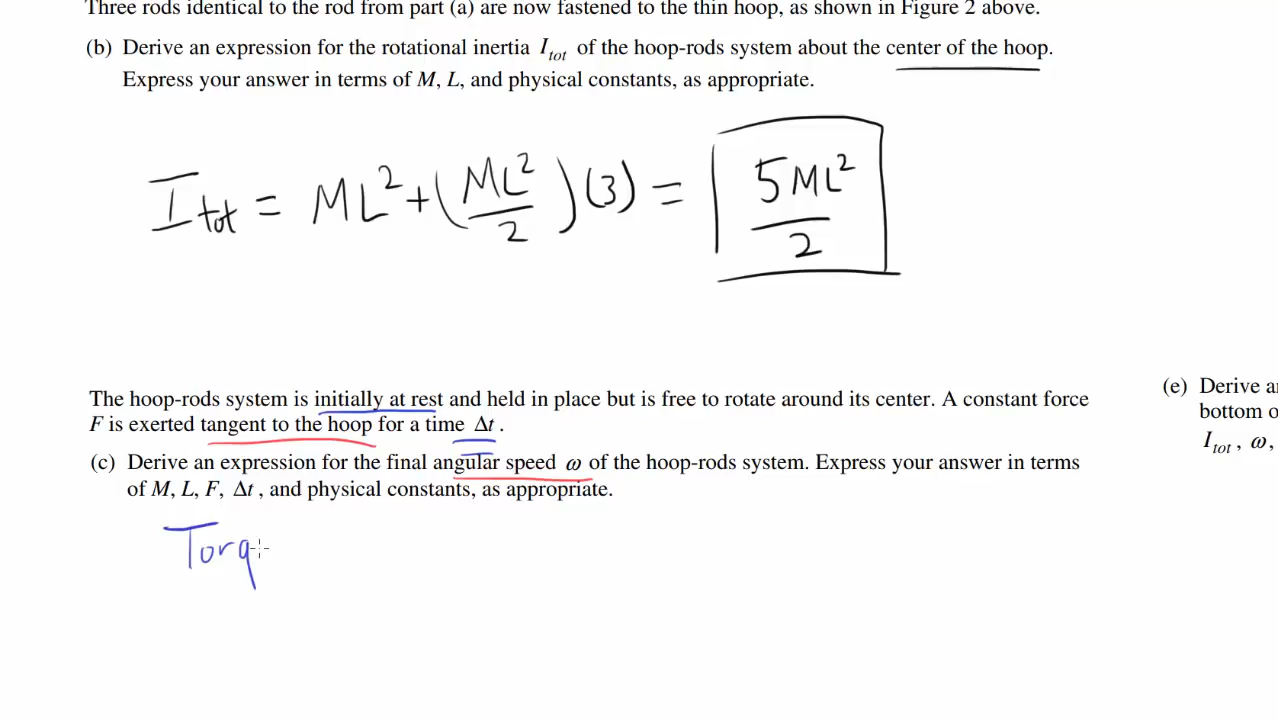 Three rods identical to the rod from part (a) are now fastened to the thin hoop, as shown in Figure 2 above.
(b) Derive an expression for the rotational inertia I_tot of the hoop-rods system about the center of the hoop.
Express your answer in terms of M, L, and physical constants, as appropriate.
I_tot = ML² + (ML²/2)(3) = 5ML²/2
The hoop-rods system is initially at rest and held in place but is free to rotate around its center. A constant force
F is exerted tangent to the hoop for a time Δt.
(c) Derive an expression for the final angular speed ω of the hoop-rods system. Express your answer in terms
of M, L, F, Δt, and physical constants, as appropriate.
Torq
(e) Derive a
bottom o
I_tot, ω,